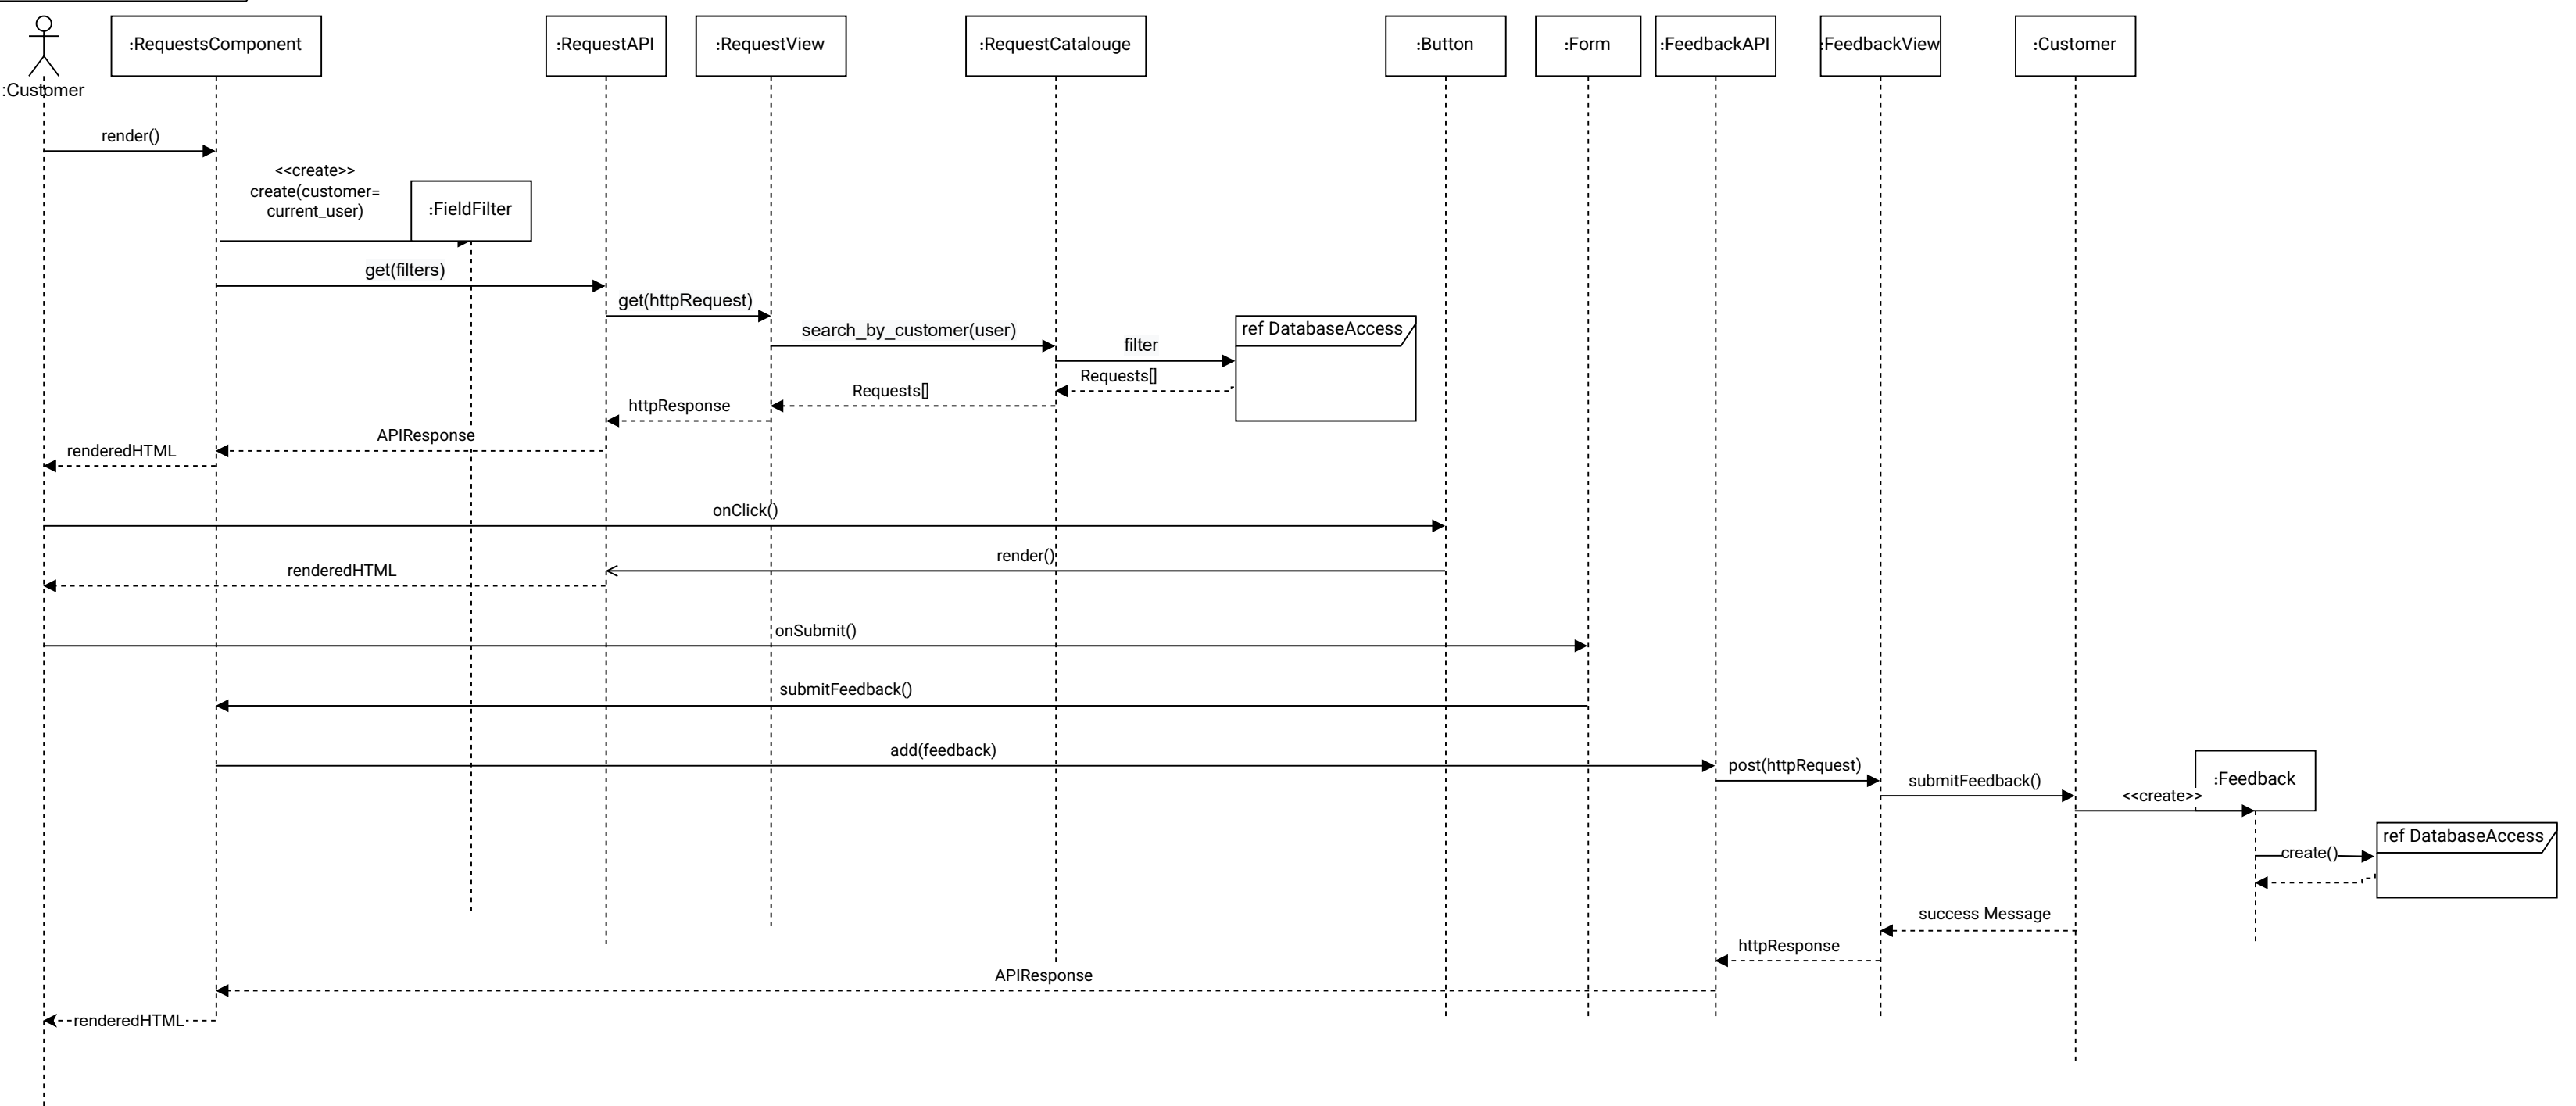 :Customer
:RequestsComponent
:RequestAPI
:RequestView
:RequestCatalouge
:Button
:Form
:FeedbackAPI
:FeedbackView
:Customer
render()
<<create>>
create(customer=
current_user)
:FieldFilter
get(filters)
get(httpRequest)
search_by_customer(user)
filter
ref DatabaseAccess
Requests[]
Requests[]
httpResponse
APIResponse
renderedHTML
onClick()
render()
renderedHTML
onSubmit()
submitFeedback()
add(feedback)
post(httpRequest)
submitFeedback()
<<create>>
:Feedback
ref DatabaseAccess
create()
success Message
httpResponse
APIResponse
renderedHTML